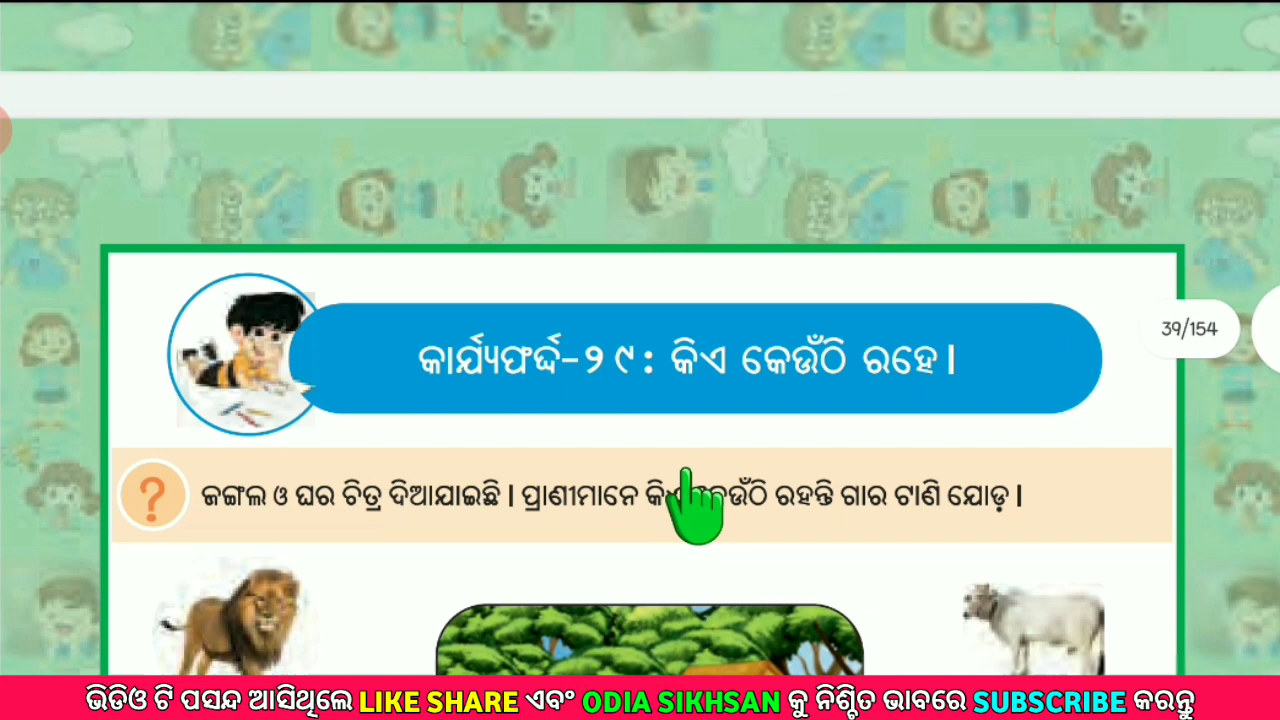 କାର୍ଯ୍ୟଫର୍ଦ୍ଦ-୨୯: କିଏ କେଉଁଠି ରହେ।
39/154
? ଜଙ୍ଗଲ ଓ ଘର ଚିତ୍ର ଦିଆଯାଇଛି। ପ୍ରାଣୀମାନେ ରହନ୍ତି ଗାର ଟାଣି ଯୋଡ଼।
ଭିଡିଓ ଟି ପସନ୍ଦ ଆସିଥିଲେ LIKE SHARE ଏବଂ ODIA SIKHSAN କୁ ନିଶ୍ଚିତ ଭାବରେ SUBSCRIBE କରନ୍ତୁ